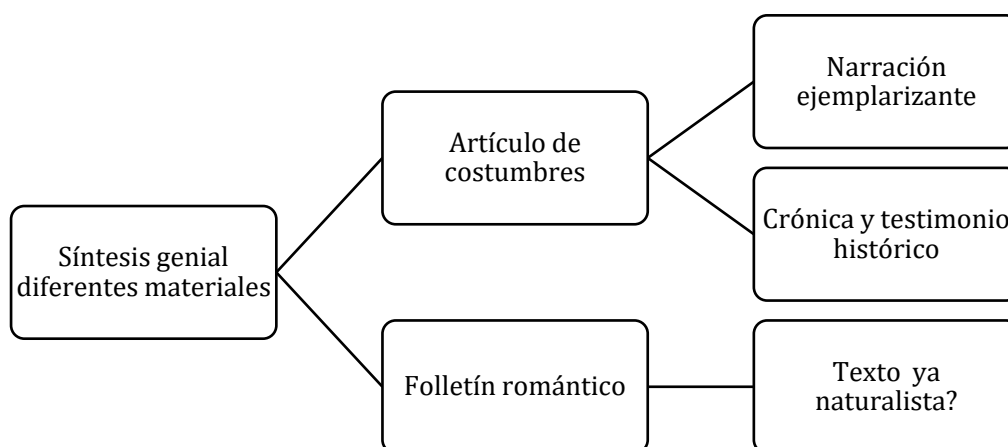 Síntesis genial
diferentes materiales
Artículo de
costumbres
Narración
ejemplarizante
Crónica y testimonio
histórico
Folletín romántico
Texto ya
naturalista?